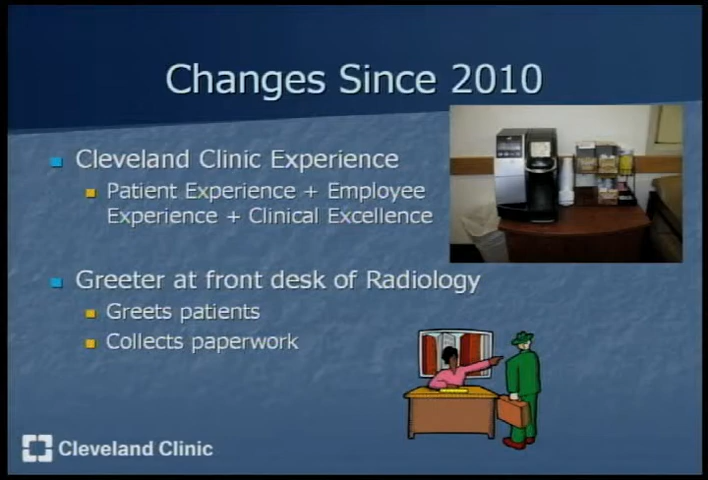 Changes Since 2010
Cleveland Clinic Experience
Patient Experience + Employee
Experience + Clinical Excellence
Greeter at front desk of Radiology
Greets patients
Collects paperwork
Cleveland Clinic